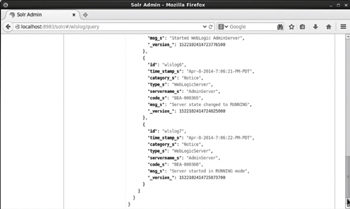 Solr Admin - Mozilla Firefox
Solr Admin
localhost:8983/solr/#/wlslog/query
Google
"msg_s": "Started WebLogic AdminServer",
"_version_":
},
{
"id": "wlslog6",
"time_stamp_s": "Apr-8-2014-7:06:21-PM-PDT",
"category_s": "Notice",
"type_s": "WebLogicServer",
"servername_s": "AdminServer",
"code_s": "BEA-000365",
"msg_s": "Server state changed to RUNNING",
"_version_":
},
{
"id": "wlslog7",
"time_stamp_s": "Apr-8-2014-7:06:22-PM-PDT",
"category_s": "Notice",
"type_s": "WebLogicServer",
"servername_s": "AdminServer",
"code_s": "BEA-000360",
"msg_s": "Server started in RUNNING mode",
"_version_":
}
]
}
}